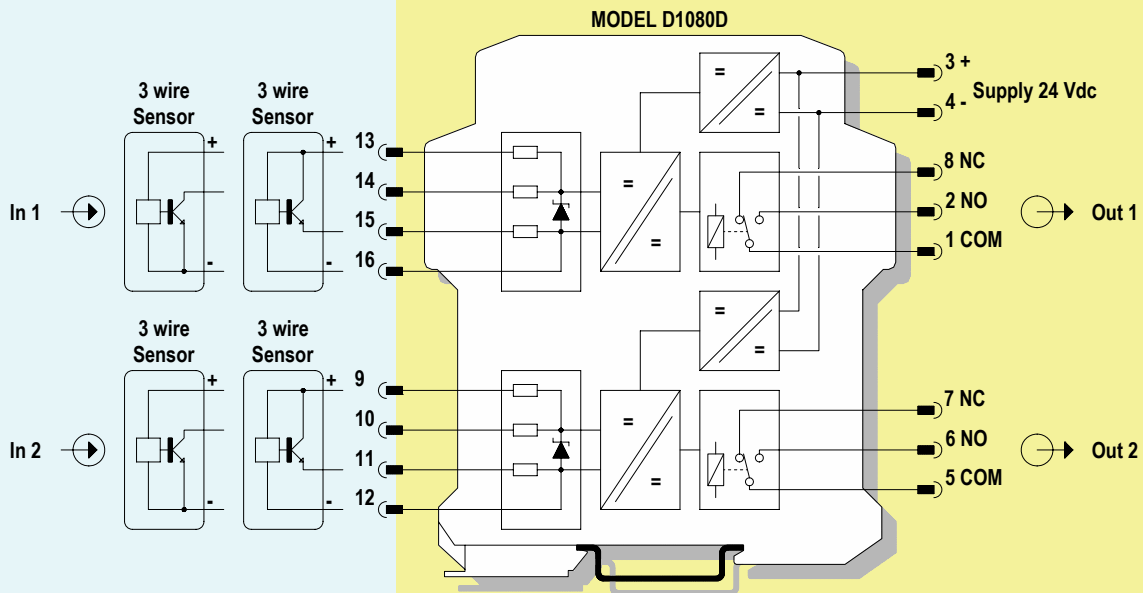 MODEL D1080D
3 +
Supply 24 Vdc
4 -
3 wire
Sensor
3 wire
Sensor
+
+
13
=
=
14
15
-
-
16
In 1
=
=
8 NC
2 NO
1 COM
Out 1
=
=
3 wire
Sensor
3 wire
Sensor
+
+
9
10
11
-
-
12
In 2
=
=
7 NC
6 NO
5 COM
Out 2